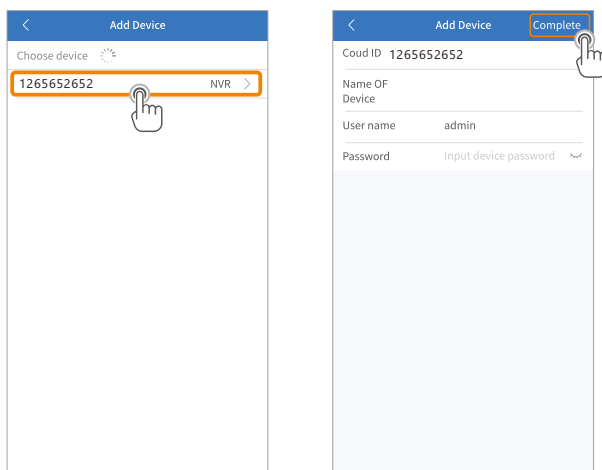 Add Device
Choose device
1265652652 NVR
Add Device Complete
Coud ID 1265652652
Name OF
Device
User name admin
Password Input device password